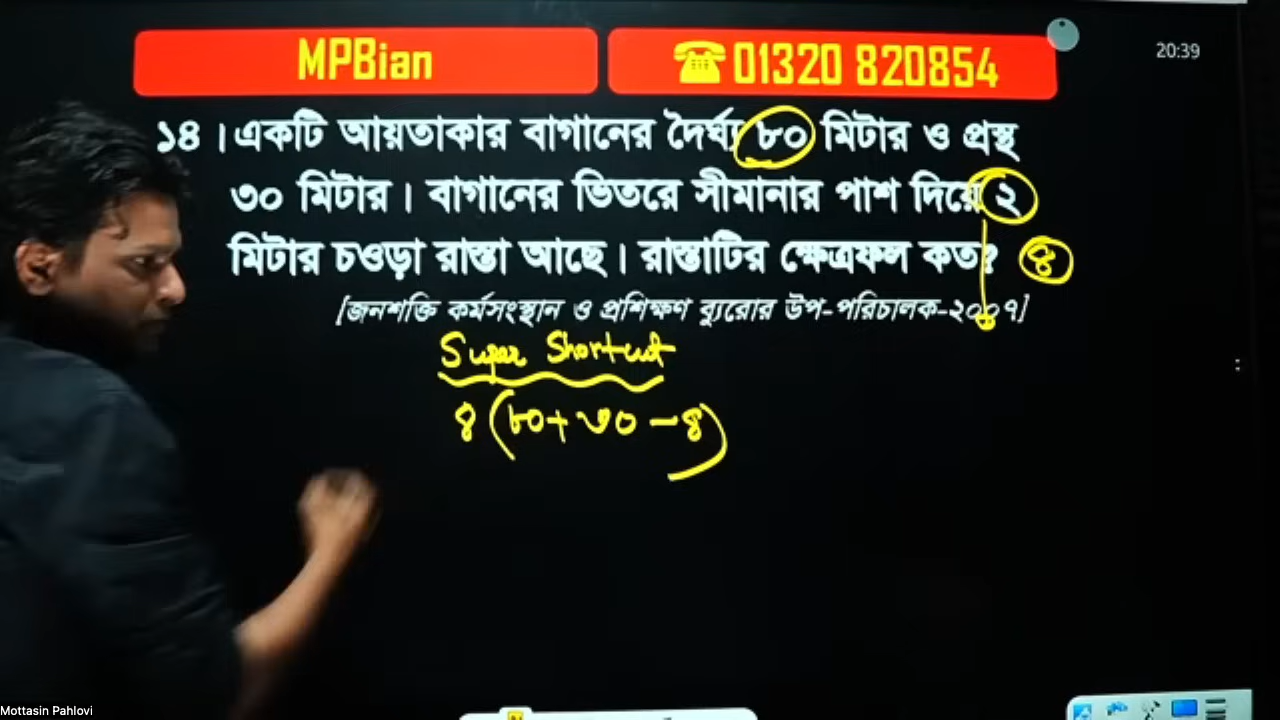 MPBian
☎01320 820854
20:39
১৪। একটি আয়তাকার বাগানের দৈর্ঘ্য ৮০ মিটার ও প্রস্থ
৩০ মিটার। বাগানের ভিতরে সীমানার পাশ দিয়ে ২
মিটার চওড়া রাস্তা আছে। রাস্তাটির ক্ষেত্রফল কত? ৪
[জনশক্তি কর্মসংস্থান ও প্রশিক্ষণ ব্যুরোর উপ-পরিচালক-২০০৭]
Super Shortcut
৪(৮০+৩০-৪)
Mottasin Pahlovi